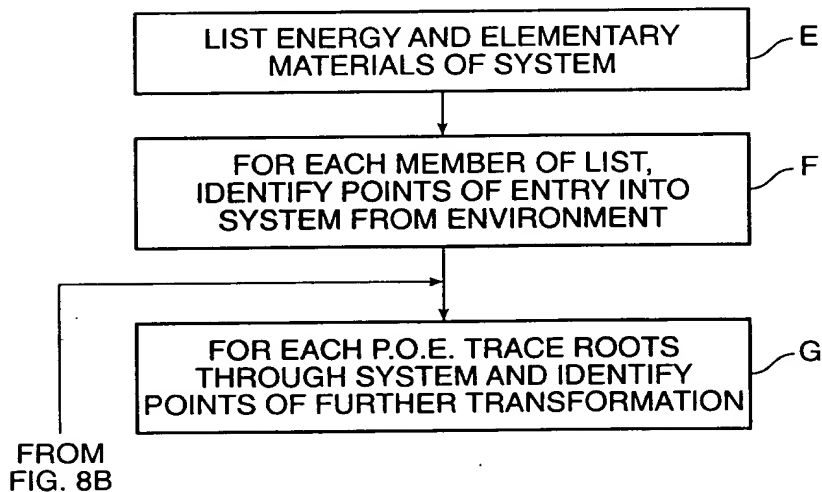 LIST ENERGY AND ELEMENTARY
MATERIALS OF SYSTEM
E
FOR EACH MEMBER OF LIST,
IDENTIFY POINTS OF ENTRY INTO
SYSTEM FROM ENVIRONMENT
F
FOR EACH P.O.E. TRACE ROOTS
THROUGH SYSTEM AND IDENTIFY
POINTS OF FURTHER TRANSFORMATION
G
FROM
FIG. 8B